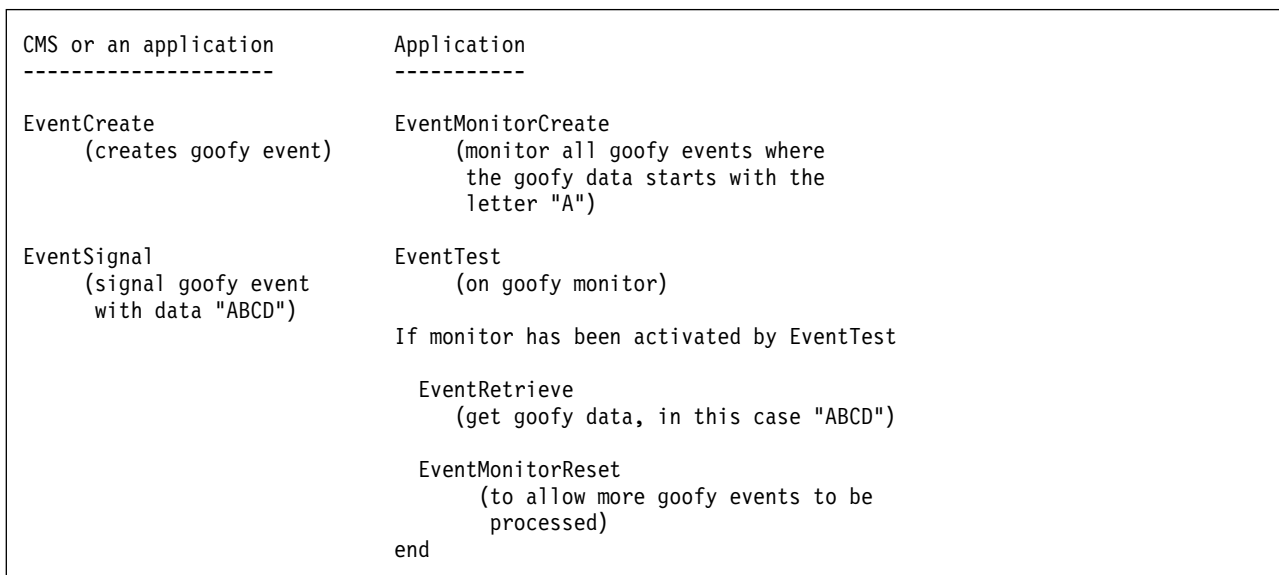 CMS or an application Application
--------------------- -----------
EventCreate EventMonitorCreate
(creates goofy event) (monitor all goofy events where
the goofy data starts with the
letter "A")
EventSignal EventTest
(signal goofy event (on goofy monitor)
with data "ABCD")
If monitor has been activated by EventTest
EventRetrieve
(get goofy data, in this case "ABCD")
EventMonitorReset
(to allow more goofy events to be
processed)
end